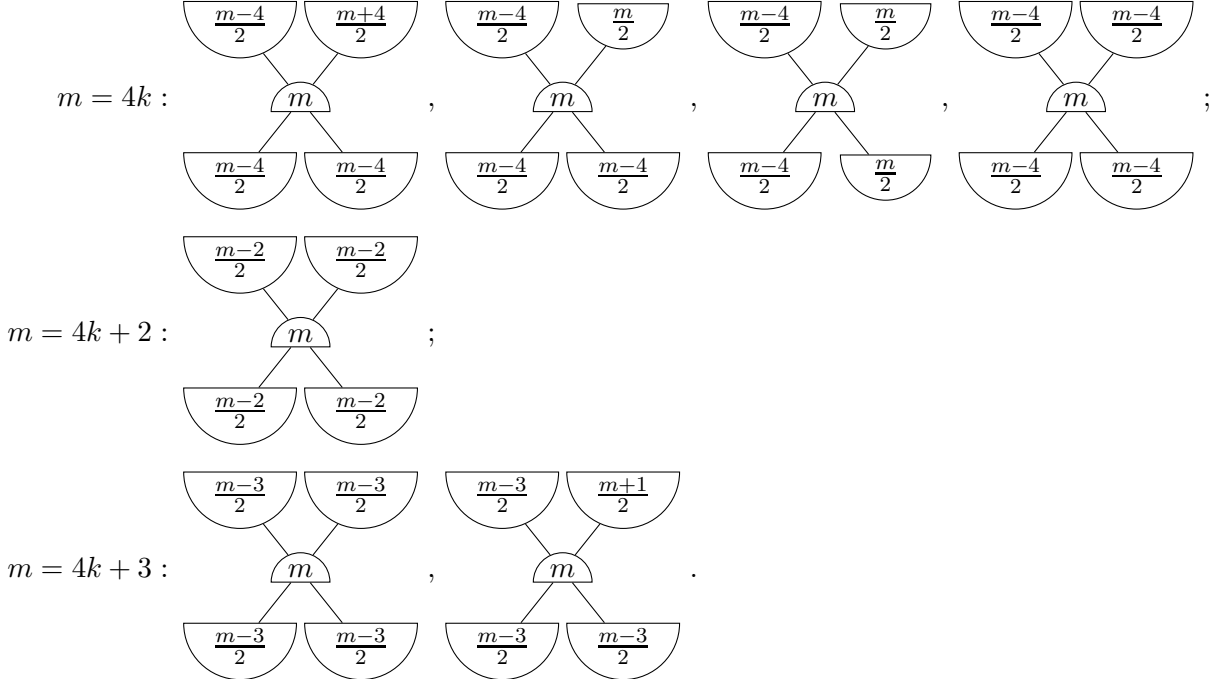 m−4/2 m+4/2 m−4/2 m/2 m−4/2 m/2 m−4/2 m−4/2
m = 4k : m , m , m , m ;
m−4/2 m−4/2 m−4/2 m−4/2 m−4/2 m/2 m−4/2 m−4/2
m−2/2 m−2/2
m = 4k + 2 : m ;
m−2/2 m−2/2
m−3/2 m−3/2 m−3/2 m+1/2
m = 4k + 3 : m , m .
m−3/2 m−3/2 m−3/2 m−3/2